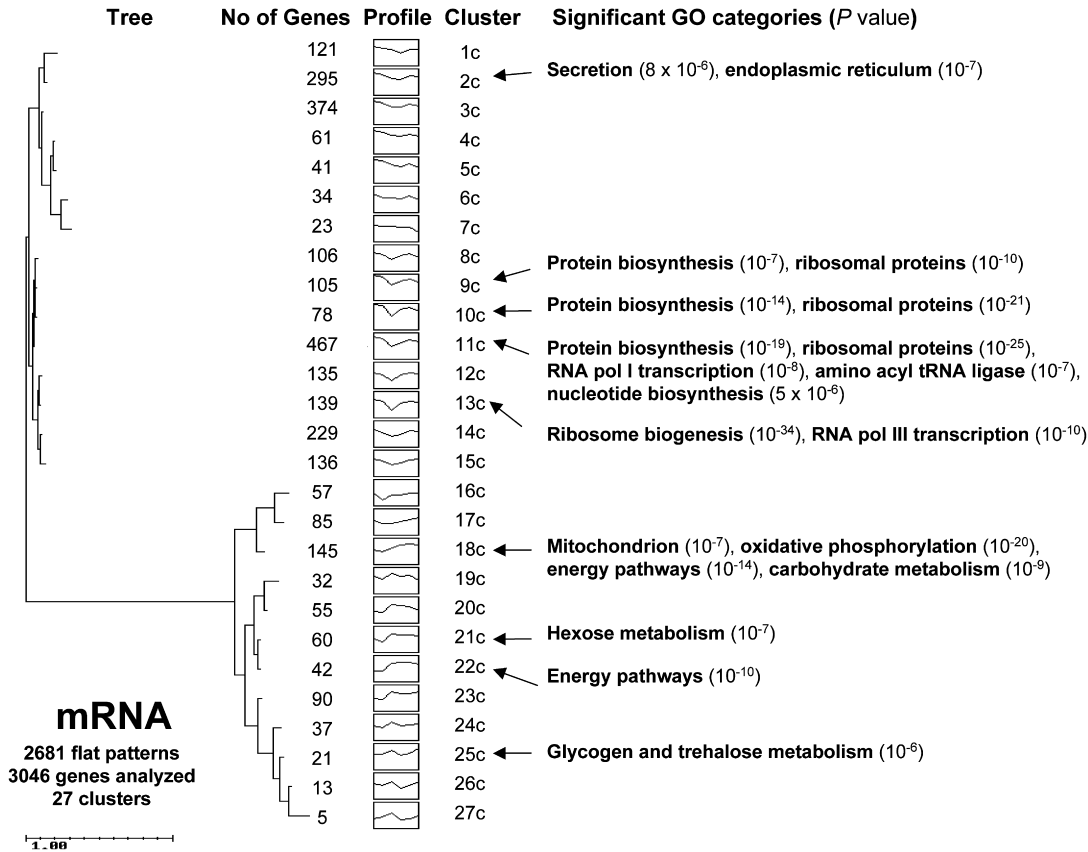 Tree No of Genes Profile Cluster Significant GO categories (P value)
121 1c
295 2c Secretion (8 x 10-6), endoplasmic reticulum (10-7)
374 3c
61 4c
41 5c
34 6c
23 7c
106 8c
105 9c Protein biosynthesis (10-7), ribosomal proteins (10-10)
78 10c Protein biosynthesis (10-14), ribosomal proteins (10-21)
467 11c Protein biosynthesis (10-19), ribosomal proteins (10-25),
RNA pol I transcription (10-8), amino acyl tRNA ligase (10-7),
nucleotide biosynthesis (5 x 10-6)
135 12c
139 13c Ribosome biogenesis (10-34), RNA pol III transcription (10-10)
229 14c
136 15c
57 16c
85 17c
145 18c Mitochondrion (10-7), oxidative phosphorylation (10-20),
energy pathways (10-14), carbohydrate metabolism (10-9)
32 19c
55 20c
60 21c Hexose metabolism (10-7)
42 22c Energy pathways (10-10)
90 23c
37 24c
21 25c Glycogen and trehalose metabolism (10-6)
13 26c
5 27c
mRNA
2681 flat patterns
3046 genes analyzed
27 clusters
1.00